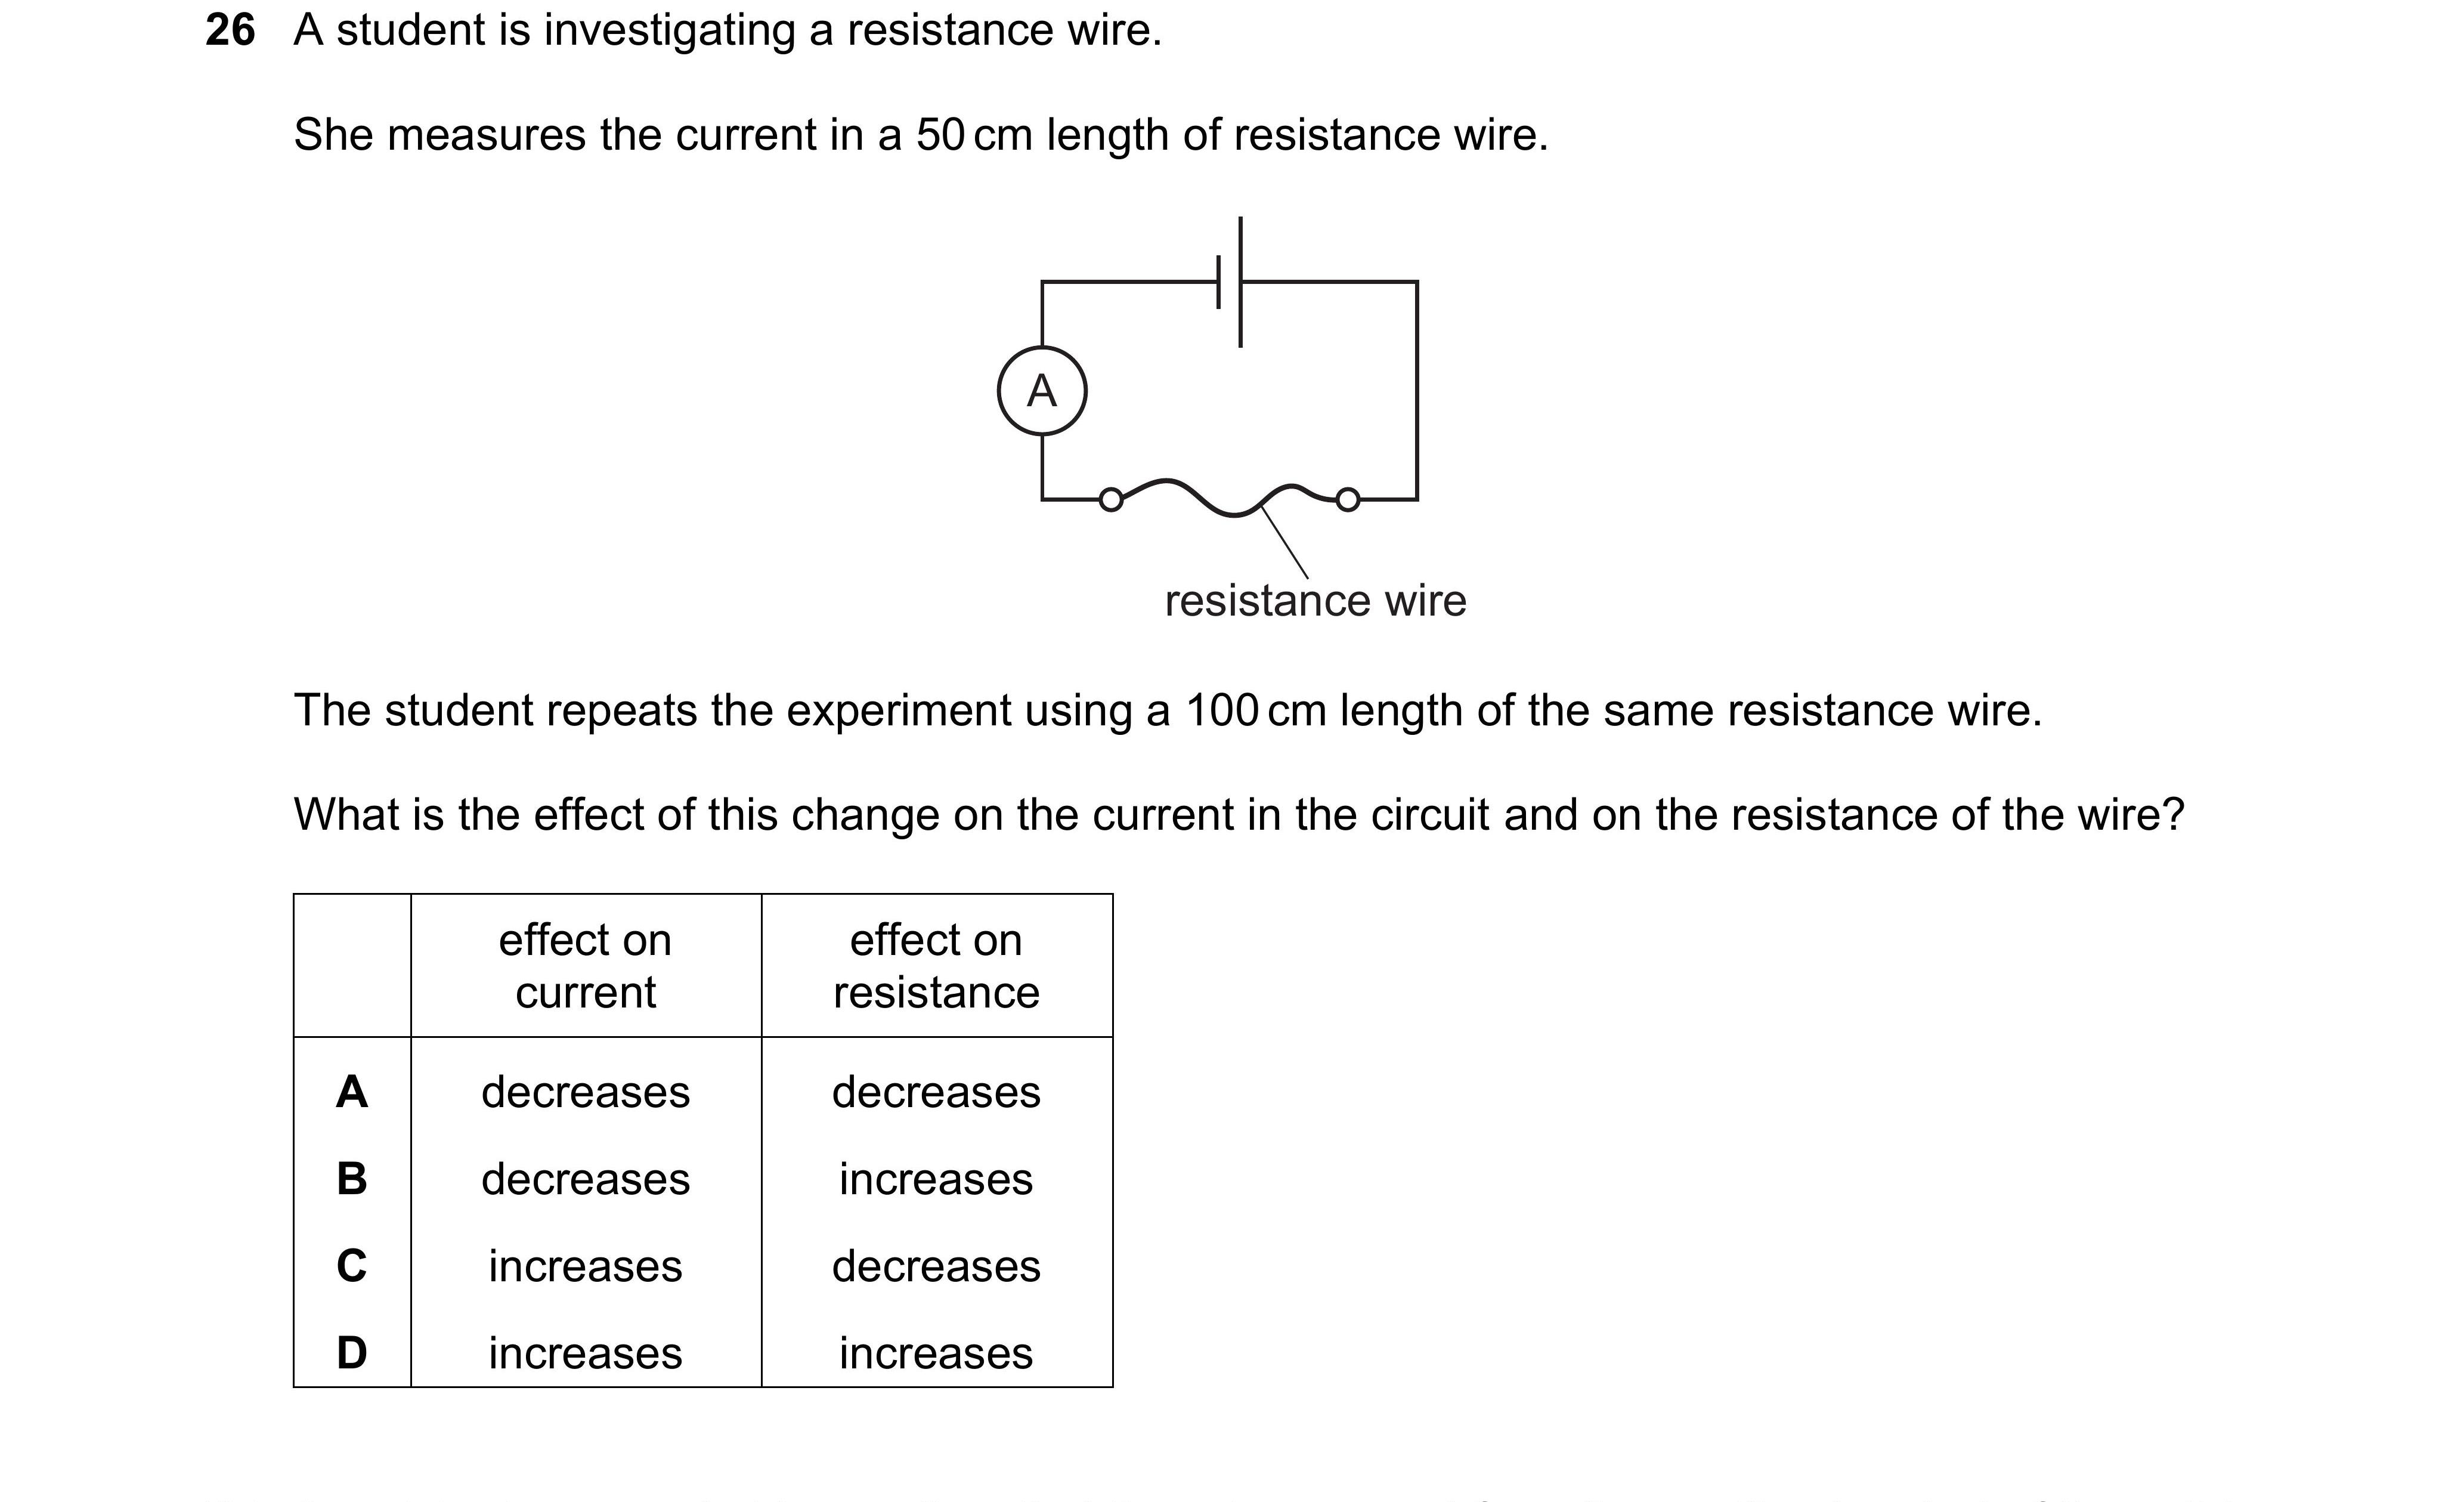 26 A student is investigating a resistance wire.
She measures the current in a 50 cm length of resistance wire.
A
resistance wire
The student repeats the experiment using a 100 cm length of the same resistance wire.
What is the effect of this change on the current in the circuit and on the resistance of the wire?
effect on current effect on resistance
A decreases decreases
B decreases increases
C increases decreases
D increases increases